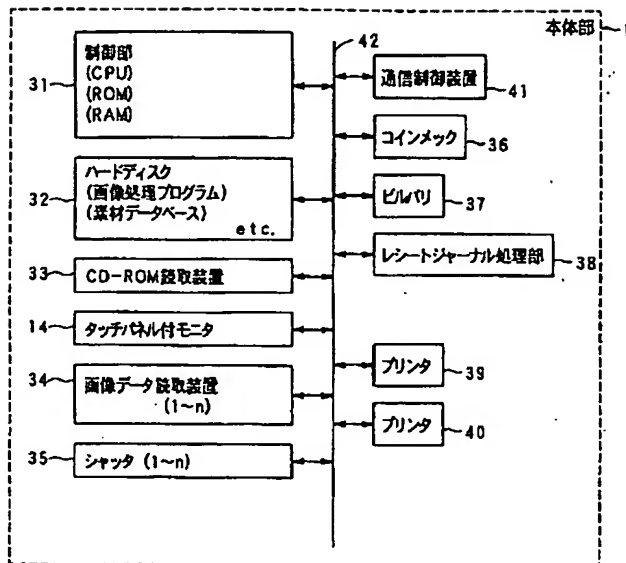 本体部
42
制御部
(CPU)
(ROM)
(RAM)
31
ハードディスク
(画像処理プログラム)
(素材データベース)
etc.
32
CD-ROM読取装置
33
タッチパネル付モニタ
14
画像データ読取装置
(1~n)
34
シャッタ (1~n)
35
通信制御装置
41
コインメック
36
ビルバリ
37
レシートジャーナル処理部
38
プリンタ
39
プリンタ
40